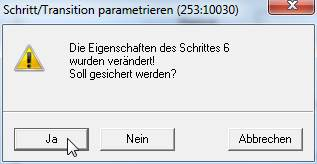 Schritt/Transition parametrieren (253:10030)
Die Eigenschaften des Schrittes 6
wurden verändert!
Soll gesichert werden?
Ja
Nein
Abbrechen